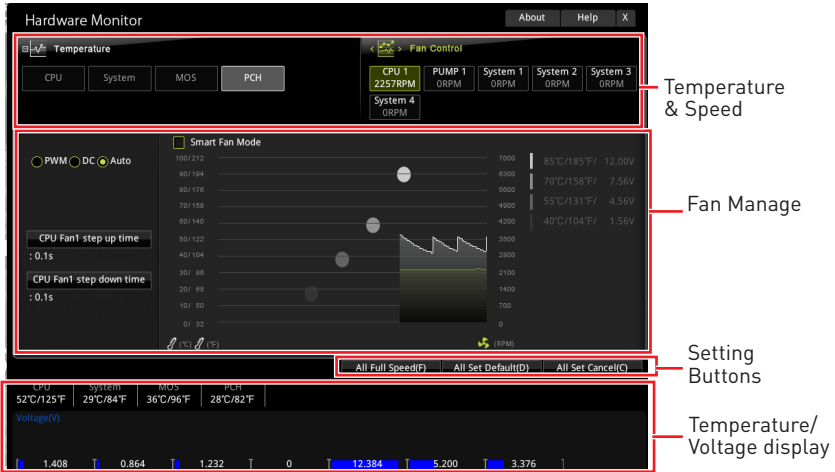 Hardware Monitor
About Help X
Temperature
CPU System MOS PCH
< > Fan Control
CPU 1 PUMP 1 System 1 System 2 System 3
2257RPM 0RPM 0RPM 0RPM 0RPM
System 4
0RPM
Temperature
& Speed
Smart Fan Mode
PWM DC Auto
CPU Fan1 step up time
: 0.1s
CPU Fan1 step down time
: 0.1s
100/212 7000
90/194 6300
80/176 5600
70/158 4900
60/140 4200
50/122 3500
40/104 2800
30/ 86 2100
20/ 68 1400
10/ 50 700
0/ 32 0
(℃) (℉) (RPM)
85℃/185℉/ 12.00V
70℃/158℉/ 7.56V
55℃/131℉/ 4.56V
40℃/104℉/ 1.56V
Fan Manage
All Full Speed(F) All Set Default(D) All Set Cancel(C)
Setting
Buttons
CPU System MOS PCH
52℃/125℉ 29℃/84℉ 36℃/96℉ 28℃/82℉
Voltage(V)
1.408 0.864 1.232 0 12.384 5.200 3.376
Temperature/
Voltage display